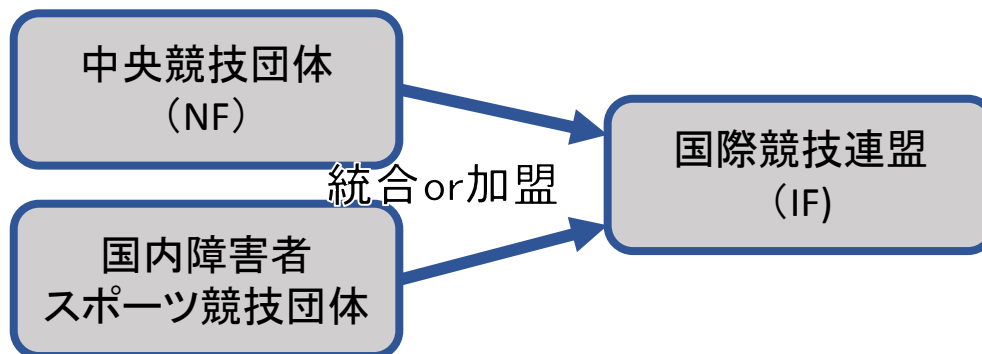 中央競技団体
（NF）
統合or加盟
国内障害者
スポーツ競技団体
国際競技連盟
（IF)